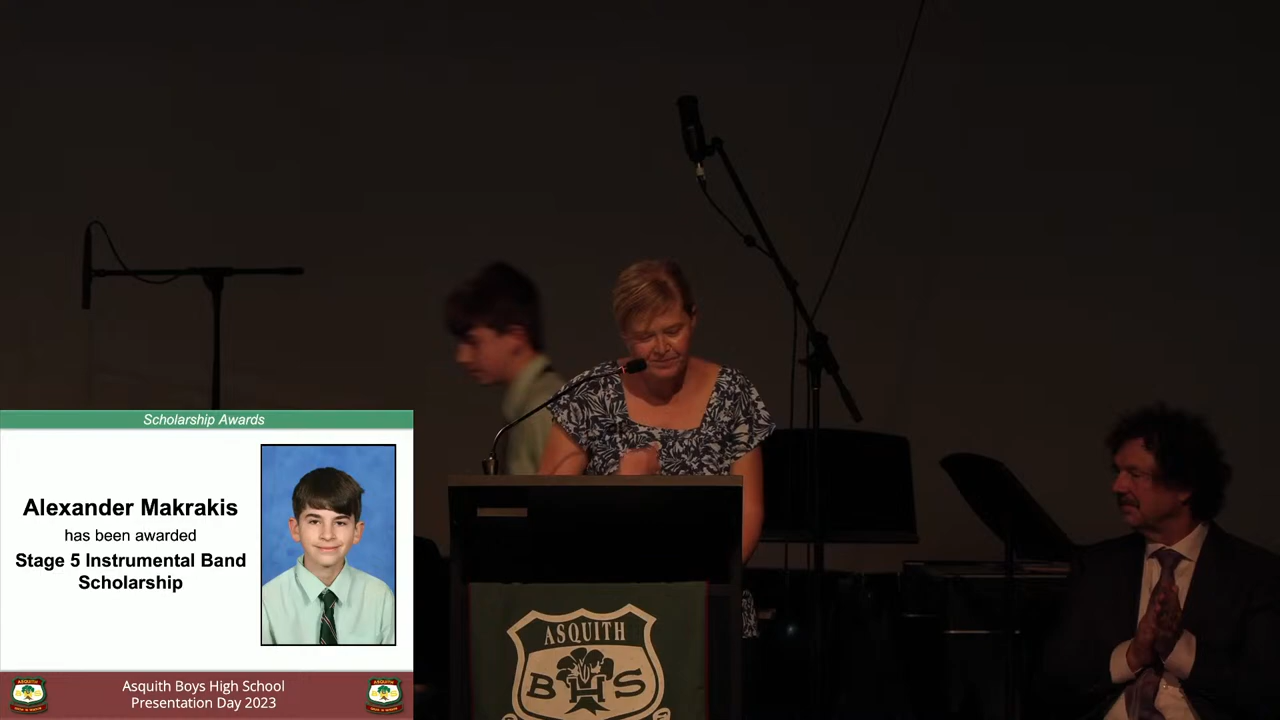 Scholarship Awards
Alexander Makrakis
has been awarded
Stage 5 Instrumental Band
Scholarship
Asquith Boys High School
Presentation Day 2023
ASQUITH
BHS